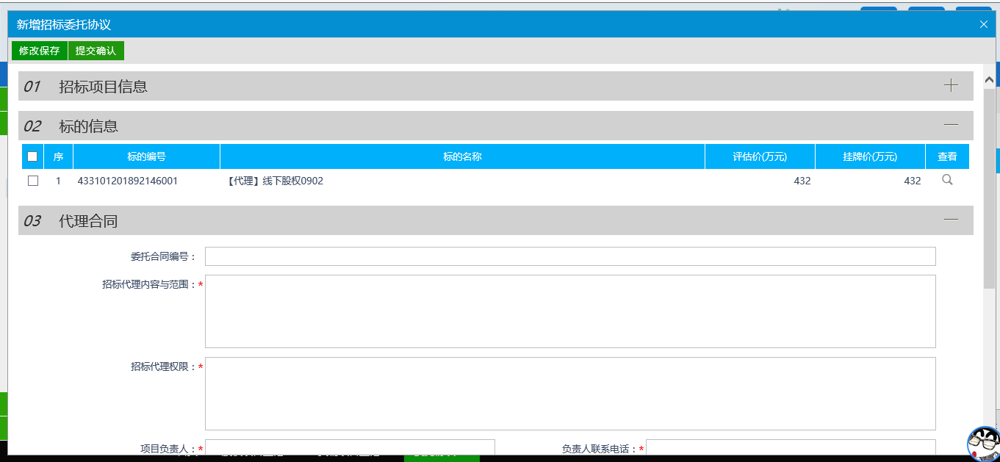 新增招标委托协议
修改保存 提交确认
01 招标项目信息
02 标的信息
序 标的编号 标的名称 评估价(万元) 挂牌价(万元) 查看
1 433101201892146001 【代理】线下股权0902 432 432
03 代理合同
委托合同编号：
招标代理内容与范围：*
招标代理权限：*
项目负责人：* 负责人联系电话：*